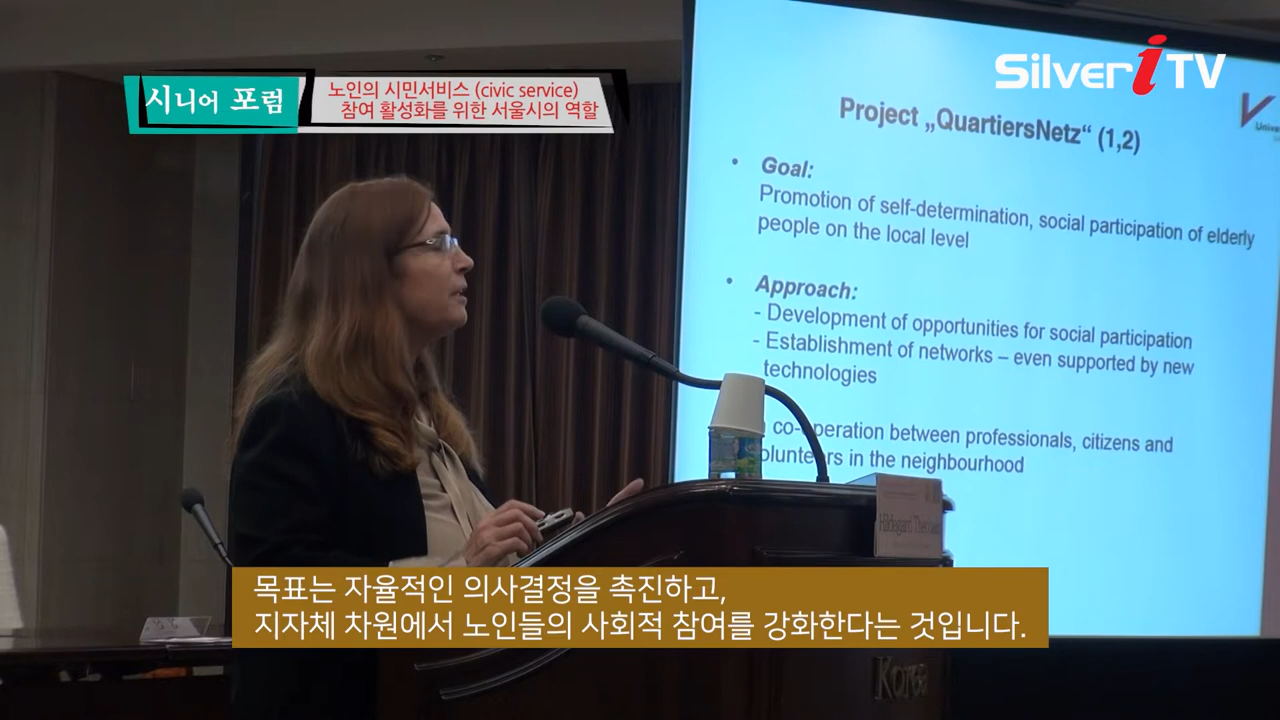 Silver i TV
시니어 포럼
노인의 시민서비스 (civic service)
참여 활성화를 위한 서울시의 역할
Project „QuartiersNetz“ (1,2)
• Goal:
Promotion of self-determination, social participation of elderly
people on the local level
• Approach:
- Development of opportunities for social participation
- Establishment of networks – even supported by new
technologies
co-operation between professionals, citizens and
volunteers in the neighbourhood
Hildegard
목표는 자율적인 의사결정을 촉진하고,
지자체 차원에서 노인들의 사회적 참여를 강화한다는 것입니다.
Korea